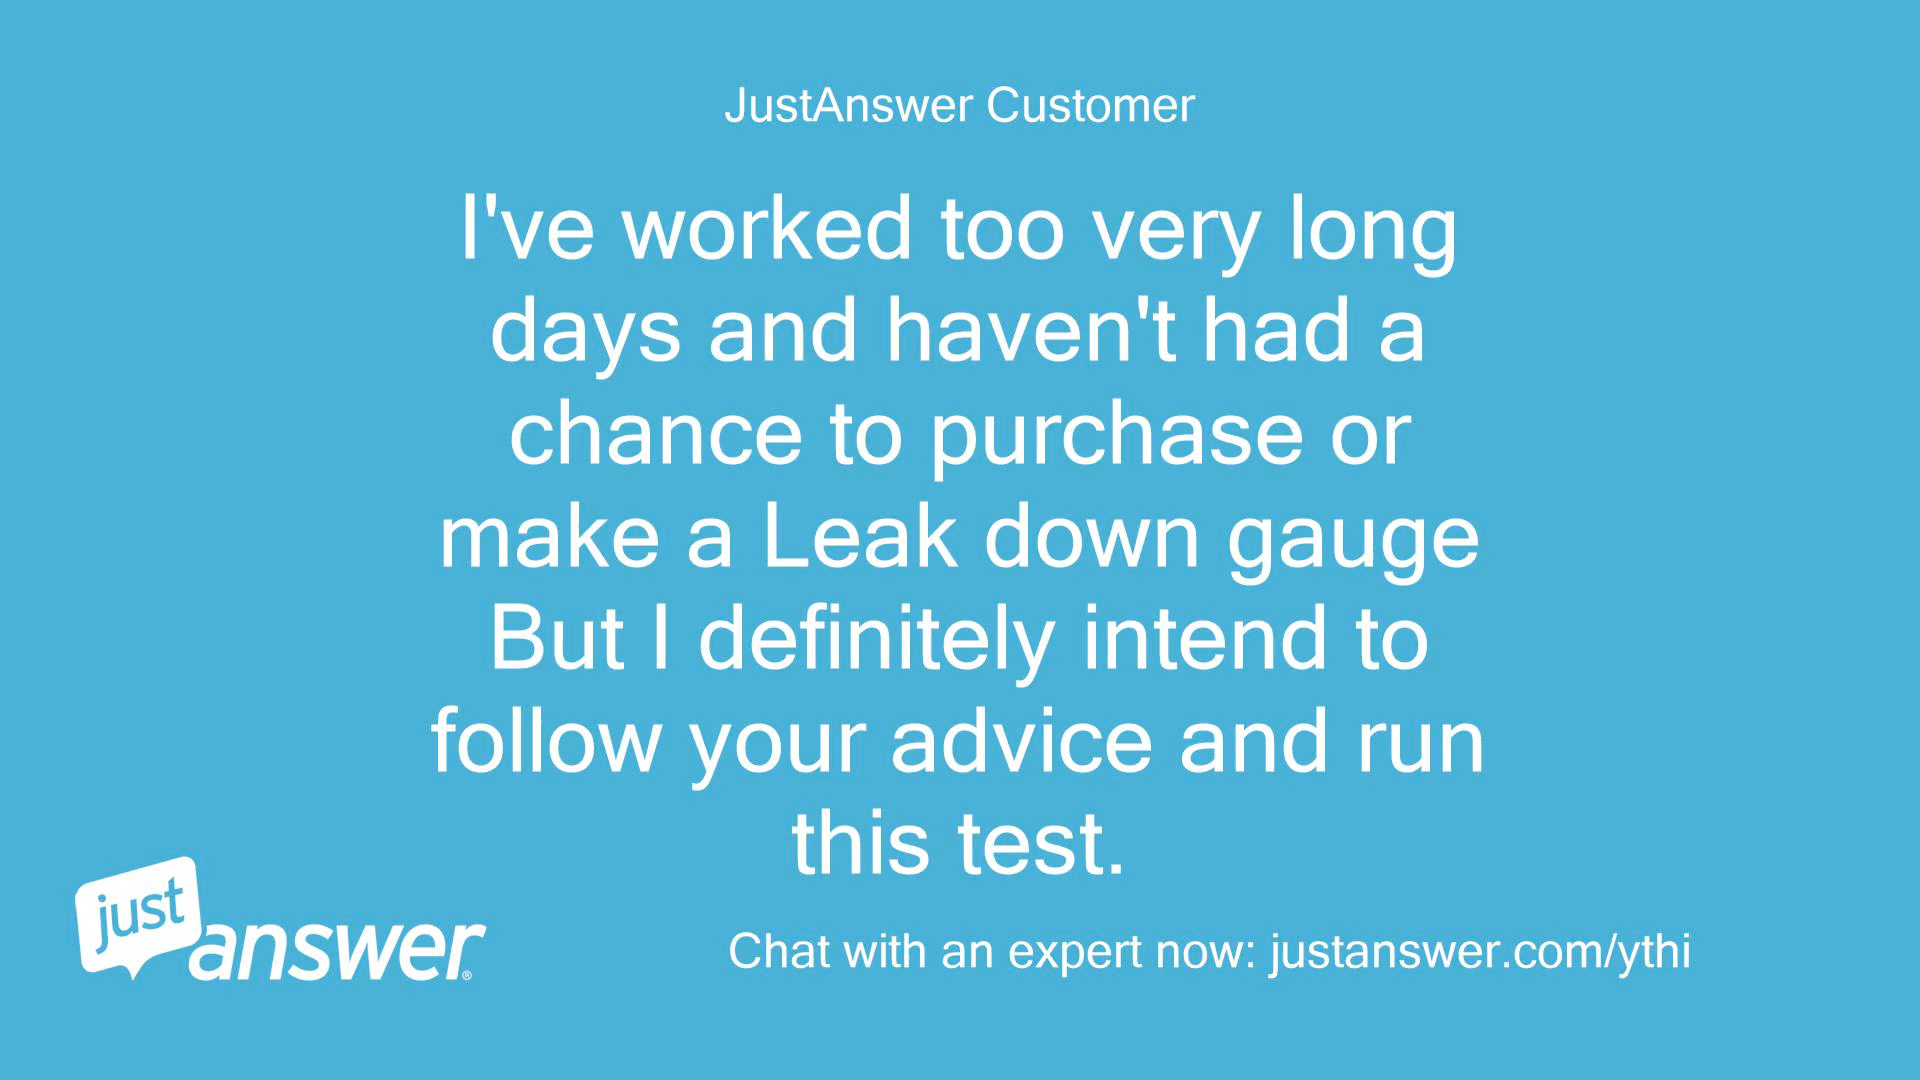 JustAnswer Customer
I've worked too very long
days and haven't had a
chance to purchase or
make a Leak down gauge
But I definitely intend to
follow your advice and run
this test.
just
answer®
Chat with an expert now: justanswer.com/ythi